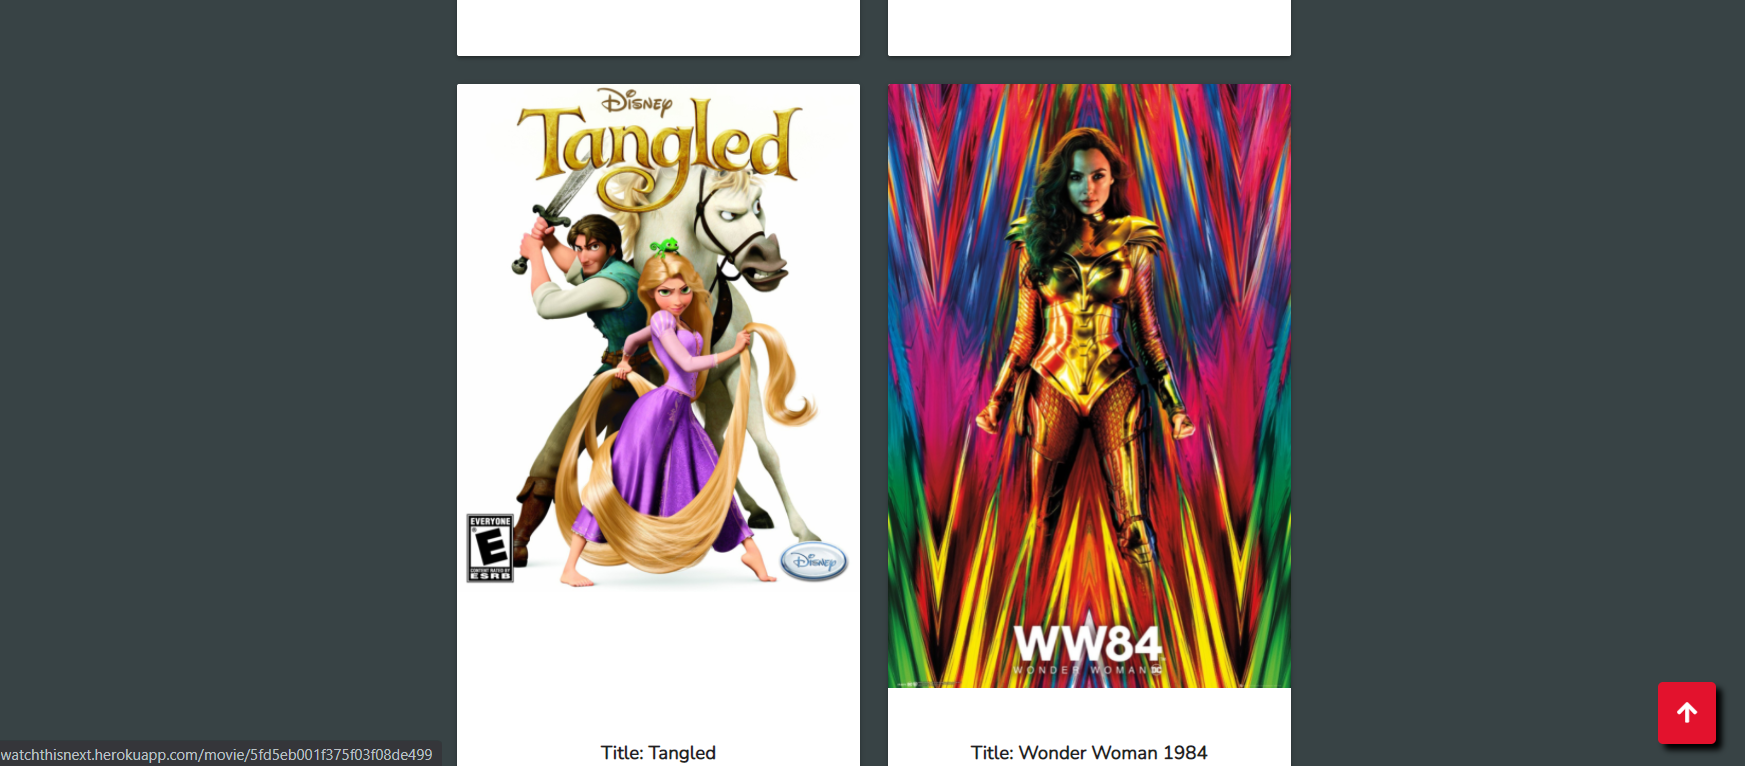 Disney
Tangled
EVERYONE
E
CONTENT RATED BY
ESRB
Disney
WW84
WONDER WOMAN DC
Title: Tangled
Title: Wonder Woman 1984
watchthisnext.herokuapp.com/movie/5fd5eb001f375f03f08de499